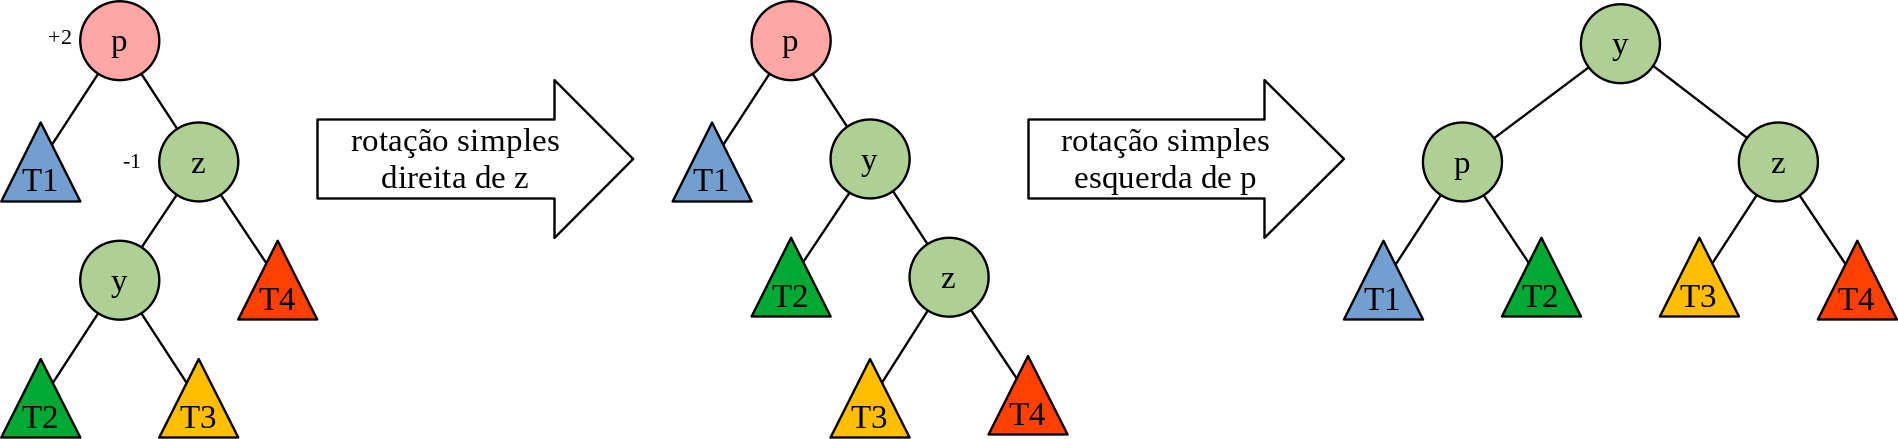 +2
p
T1
-1
z
y
T4
T2
T3
rotação simples
direita de z
p
T1
y
T2
z
T3
T4
rotação simples
esquerda de p
y
p
z
T1
T2
T3
T4